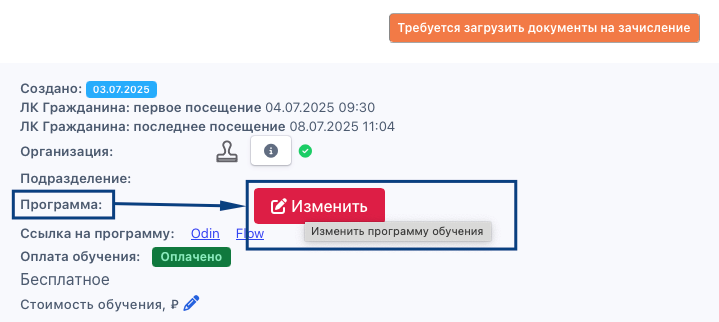 Требуется загрузить документы на зачисление
Создано: 03.07.2025
ЛК Гражданина: первое посещение 04.07.2025 09:30
ЛК Гражданина: последнее посещение 08.07.2025 11:04
Организация:
Подразделение:
Программа: Изменить
Изменить программу обучения
Ссылка на программу: Odin Flow
Оплата обучения: Оплачено
Бесплатное
Стоимость обучения, ₽